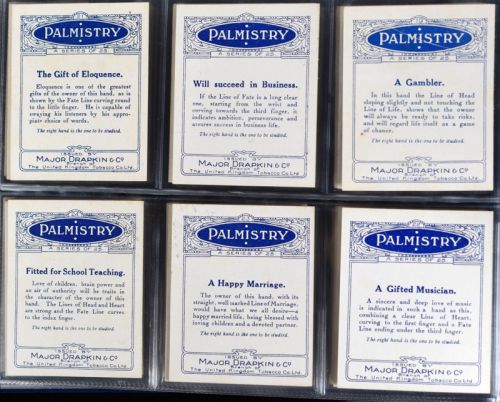 PALMISTRY
A SERIES OF 25
The Gift of Eloquence.
Eloquence is one of the greatest
gifts of the owner of this hand, as is
shown by the Fate Line curving round
to the first finger. He is capable of
swaying his listeners by his appro-
piate choice of words.
The right hand is the one to be studied.
ISSUED BY
MAJOR DRAPKIN & CO
Branch of
The United Kingdom Tobacco Co Ltd
PALMISTRY
A SERIES OF 25
Will succeed in Business.
If the Line of Fate is a long clear
one, starting from the wrist and
curving towards the third finger, it
indicates ambition, perseverance and
assures success in business life.
The right hand is the one to be studied.
ISSUED BY
MAJOR DRAPKIN & CO
Branch of
The United Kingdom Tobacco Co Ltd
PALMISTRY
A SERIES OF 25
A Gambler.
In this hand the Line of Head
sloping slightly and not touching the
Line of Life, shows that the owner
will always be ready to take risks,
and will regard life itself as a game
of chance.
The right hand is the one to be studied.
ISSUED BY
MAJOR DRAPKIN & CO
Branch of
The United Kingdom Tobacco Co Ltd
PALMISTRY
A SERIES OF 25
Fitted for School Teaching.
Love of children, brain power and
an air of authority will be traits in
the character of the owner of this
hand. The Lines of Head and Heart
are strong and the Fate Line curves
to the index finger.
The right hand is the one to be studied.
ISSUED BY
MAJOR DRAPKIN & CO
Branch of
The United Kingdom Tobacco Co Ltd
PALMISTRY
A SERIES OF 25
A Happy Marriage.
The owner of this hand, with its
straight, well marked Line of Marriage,
would have what we all desire—a
happy married life, being blessed with
loving children and a devoted partner.
The right hand is the one to be studied.
ISSUED BY
MAJOR DRAPKIN & CO
Branch of
The United Kingdom Tobacco Co Ltd
PALMISTRY
A SERIES OF 25
A Gifted Musician.
A sincere and deep love of music
is indicated in such a hand as this,
combining a clear Line of Heart,
curving to the first finger and a Fate
Line ending under the third finger.
The right hand is the one to be studied.
ISSUED BY
MAJOR DRAPKIN & CO
Branch of
The United Kingdom Tobacco Co Ltd